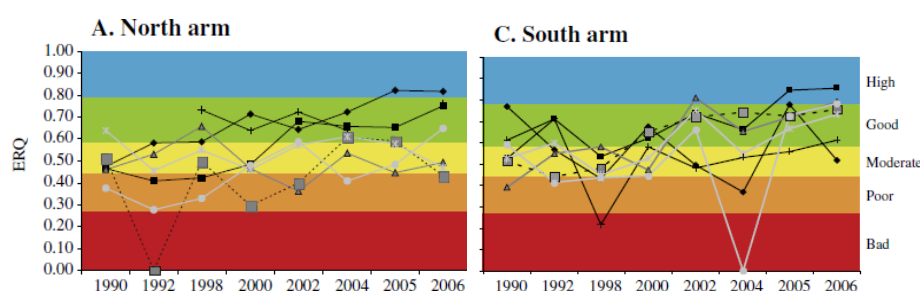 A. North arm
C. South arm
1.00
0.90
0.80
0.70
0.60
0.50
0.40
0.30
0.20
0.10
0.00
ERQ
High
Good
Moderate
Poor
Bad
1990 1992 1998 2000 2002 2004 2005 2006
1990 1992 1998 2000 2002 2004 2005 2006